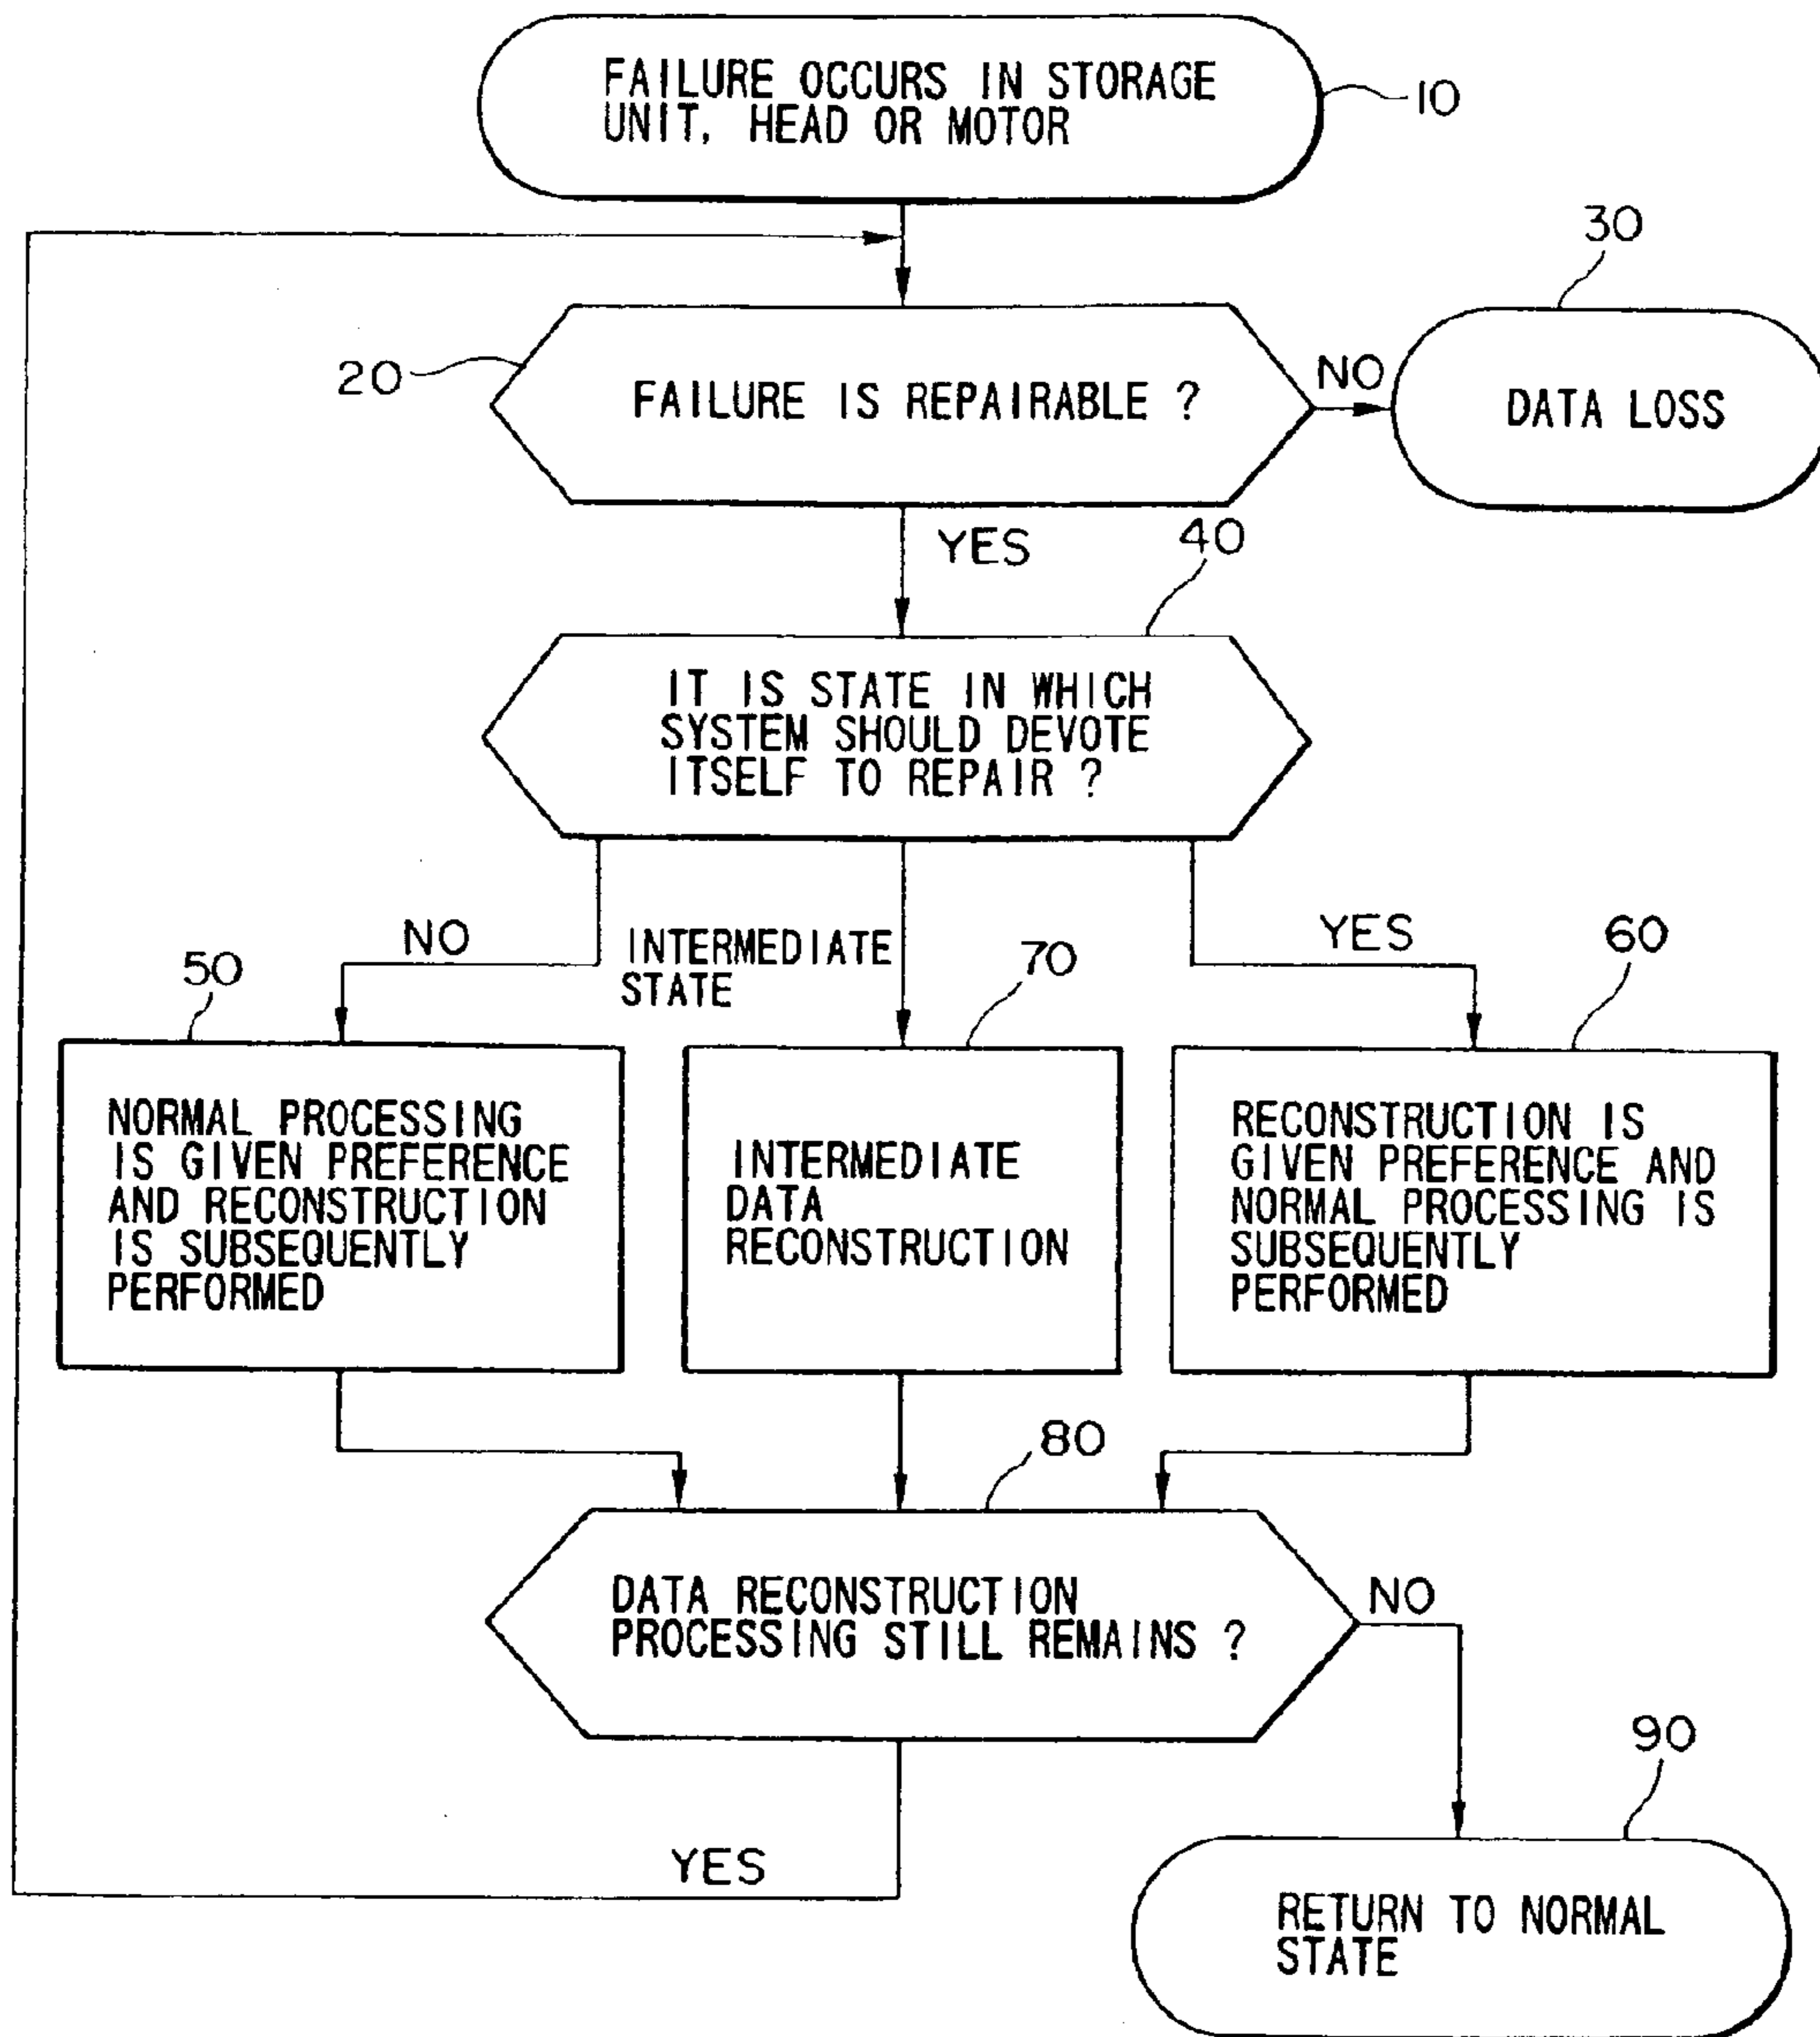 FAILURE OCCURS IN STORAGE
UNIT, HEAD OR MOTOR
10
30
20
FAILURE IS REPAIRABLE ?
NO
DATA LOSS
YES
40
IT IS STATE IN WHICH
SYSTEM SHOULD DEVOTE
ITSELF TO REPAIR ?
NO
INTERMEDIATE
STATE
YES
50
70
60
NORMAL PROCESSING
IS GIVEN PREFERENCE
AND RECONSTRUCTION
IS SUBSEQUENTLY
PERFORMED
INTERMEDIATE
DATA
RECONSTRUCTION
RECONSTRUCTION IS
GIVEN PREFERENCE AND
NORMAL PROCESSING IS
SUBSEQUENTLY
PERFORMED
80
DATA RECONSTRUCTION
PROCESSING STILL REMAINS ?
NO
YES
90
RETURN TO NORMAL
STATE